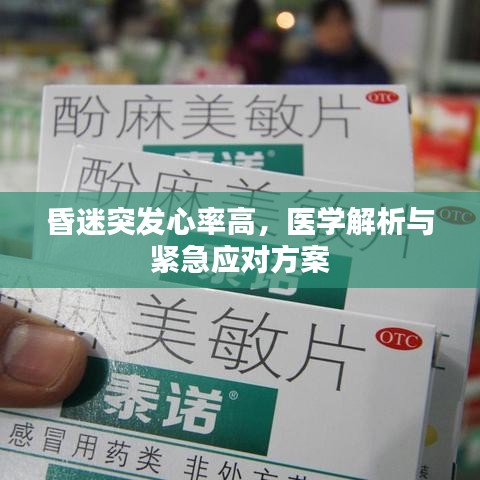 酚麻美敏片
OTC
泰诺
酚麻美敏片
昏迷突发心率高，医学解析与
紧急应对方案
美敏片
OTC
泰诺
感冒用药类 非处方